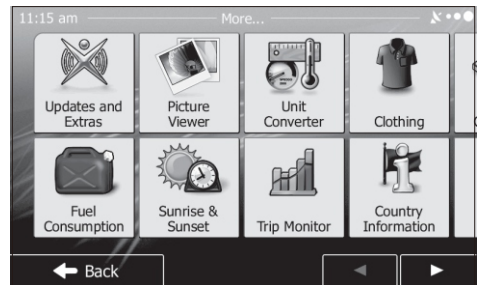 11:15 am
More...
Updates and
Extras
Picture
Viewer
Unit
Converter
Clothing
Fuel
Consumption
Sunrise &
Sunset
Trip Monitor
Country
Information
Back